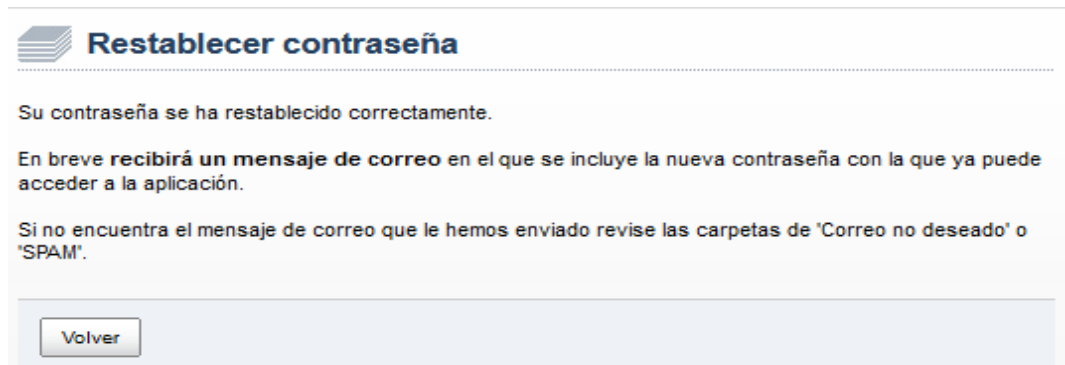 Restablecer contraseña
Su contraseña se ha restablecido correctamente.
En breve recibirá un mensaje de correo en el que se incluye la nueva contraseña con la que ya puede
acceder a la aplicación.
Si no encuentra el mensaje de correo que le hemos enviado revise las carpetas de 'Correo no deseado' o
'SPAM'.
Volver